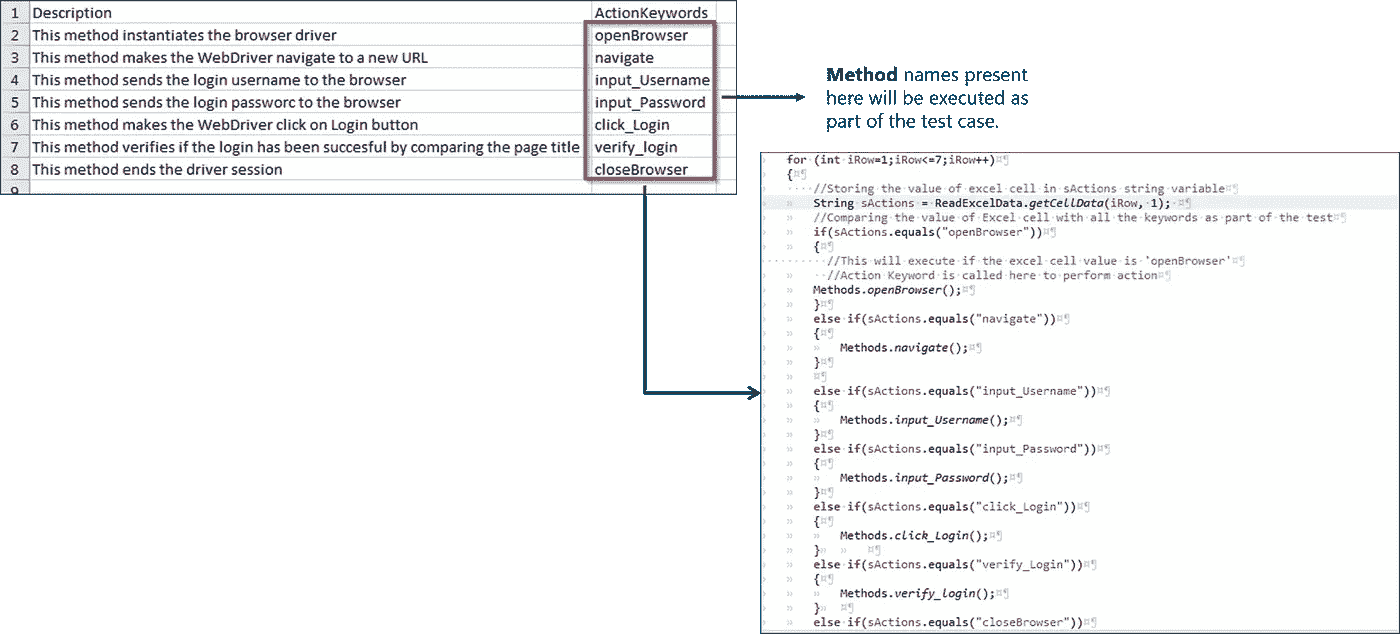 1 Description ActionKeywords
2 This method instantiates the browser driver openBrowser
3 This method makes the WebDriver navigate to a new URL navigate
4 This method sends the login username to the browser input_Username
5 This method sends the login passworc to the browser input_Password
6 This method makes the WebDriver click on Login button click_Login
7 This method verifies if the login has been succesful by comparing the page title verify_login
8 This method ends the driver session closeBrowser
9
Method names present
here will be executed as
part of the test case.
for (int iRow=1;iRow<=7;iRow++)
{
//Storing the value of excel cell in sActions string variable
String sActions = ReadExcelData.getCellData(iRow, 1);
//Comparing the value of Excel cell with all the keywords as part of the test
if(sActions.equals("openBrowser"))
{
//This will execute if the excel cell value is 'openBrowser'
//Action Keyword is called here to perform action
Methods.openBrowser();
}
else if(sActions.equals("navigate"))
{
Methods.navigate();
}
else if(sActions.equals("input_Username"))
{
Methods.input_Username();
}
else if(sActions.equals("input_Password"))
{
Methods.input_Password();
}
else if(sActions.equals("click_Login"))
{
Methods.click_Login();
}
else if(sActions.equals("verify_Login"))
{
Methods.verify_login();
}
else if(sActions.equals("closeBrowser"))